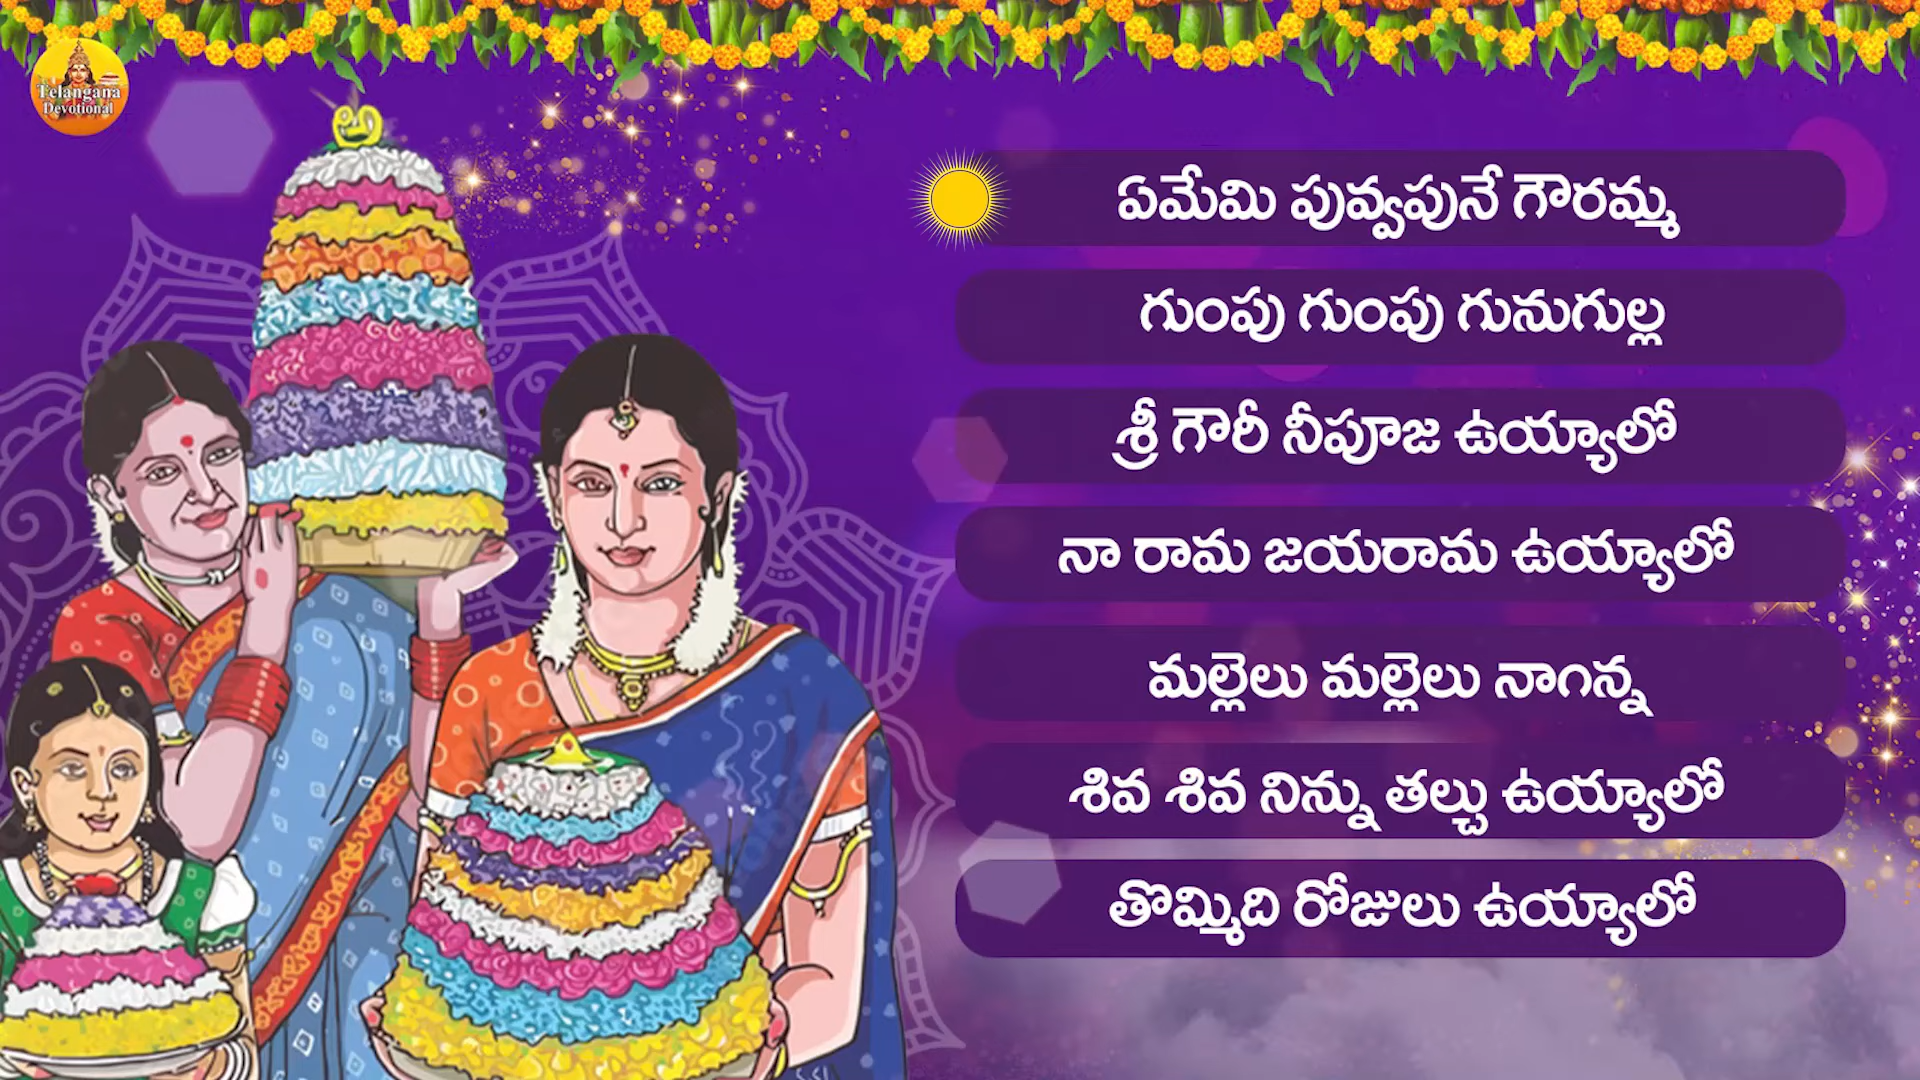 Telangana
Devotional
ఏమేమి పువ్వపునే గౌరమ్మ
గుంపు గుంపు గునుగుల్ల
శ్రీ గౌరీ నీపూజ ఉయ్యాలో
నా రామ జయరామ ఉయ్యాలో
మల్లెలు మల్లెలు నాగన్న
శివ శివ నిన్ను తల్చు ఉయ్యాలో
తొమ్మిది రోజులు ఉయ్యాలో